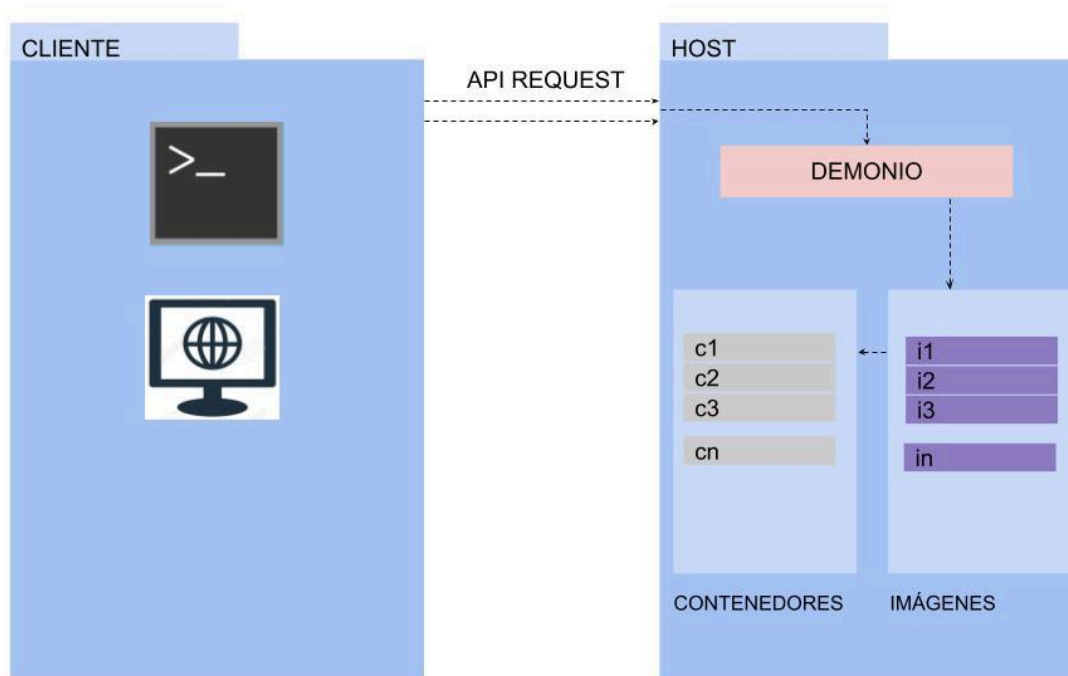 CLIENTE
HOST
API REQUEST
>_
DEMONIO
c1
c2
c3
cn
i1
i2
i3
in
CONTENEDORES
IMÁGENES